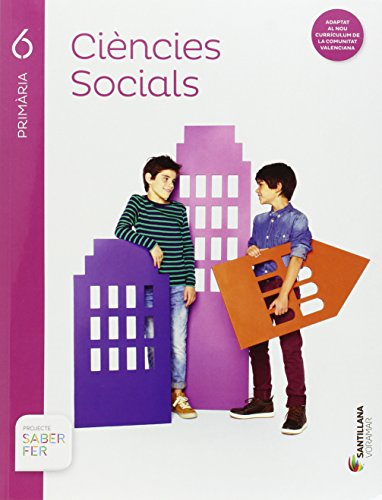 6
PRIMÀRIA
Ciències
Socials
ADAPTAT
AL NOU
CURRÍCULUM DE
LA COMUNITAT
VALENCIANA
PROJECTE
SABER
FER
SANTILLANA
VORAMAR